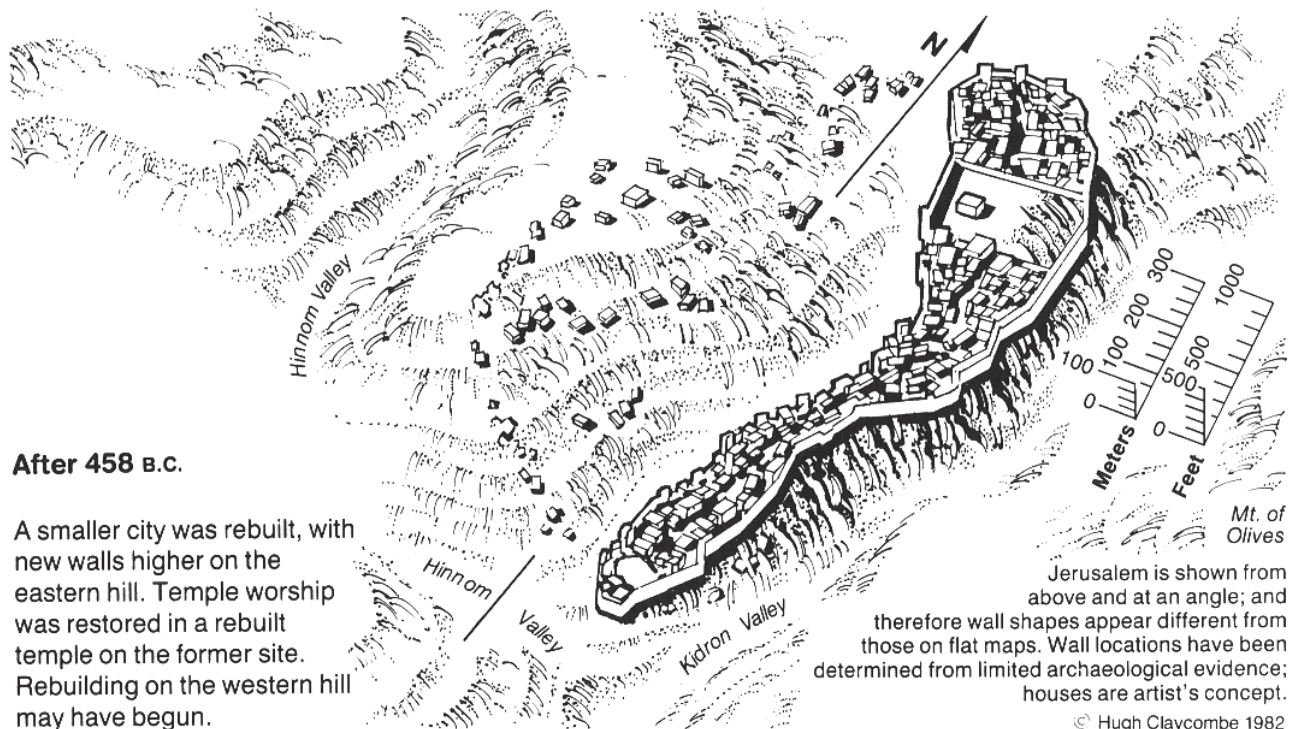 N
Hinnom Valley
300
200
100
100
0
1000
500
500
0
Meters
Feet
After 458 B.C.
A smaller city was rebuilt, with
new walls higher on the
eastern hill. Temple worship
was restored in a rebuilt
temple on the former site.
Rebuilding on the western hill
may have begun.
Hinnom
Valley
Kidron Valley
Mt. of
Olives
Jerusalem is shown from
above and at an angle; and
therefore wall shapes appear different from
those on flat maps. Wall locations have been
determined from limited archaeological evidence;
houses are artist's concept.
© Hugh Claycombe 1982